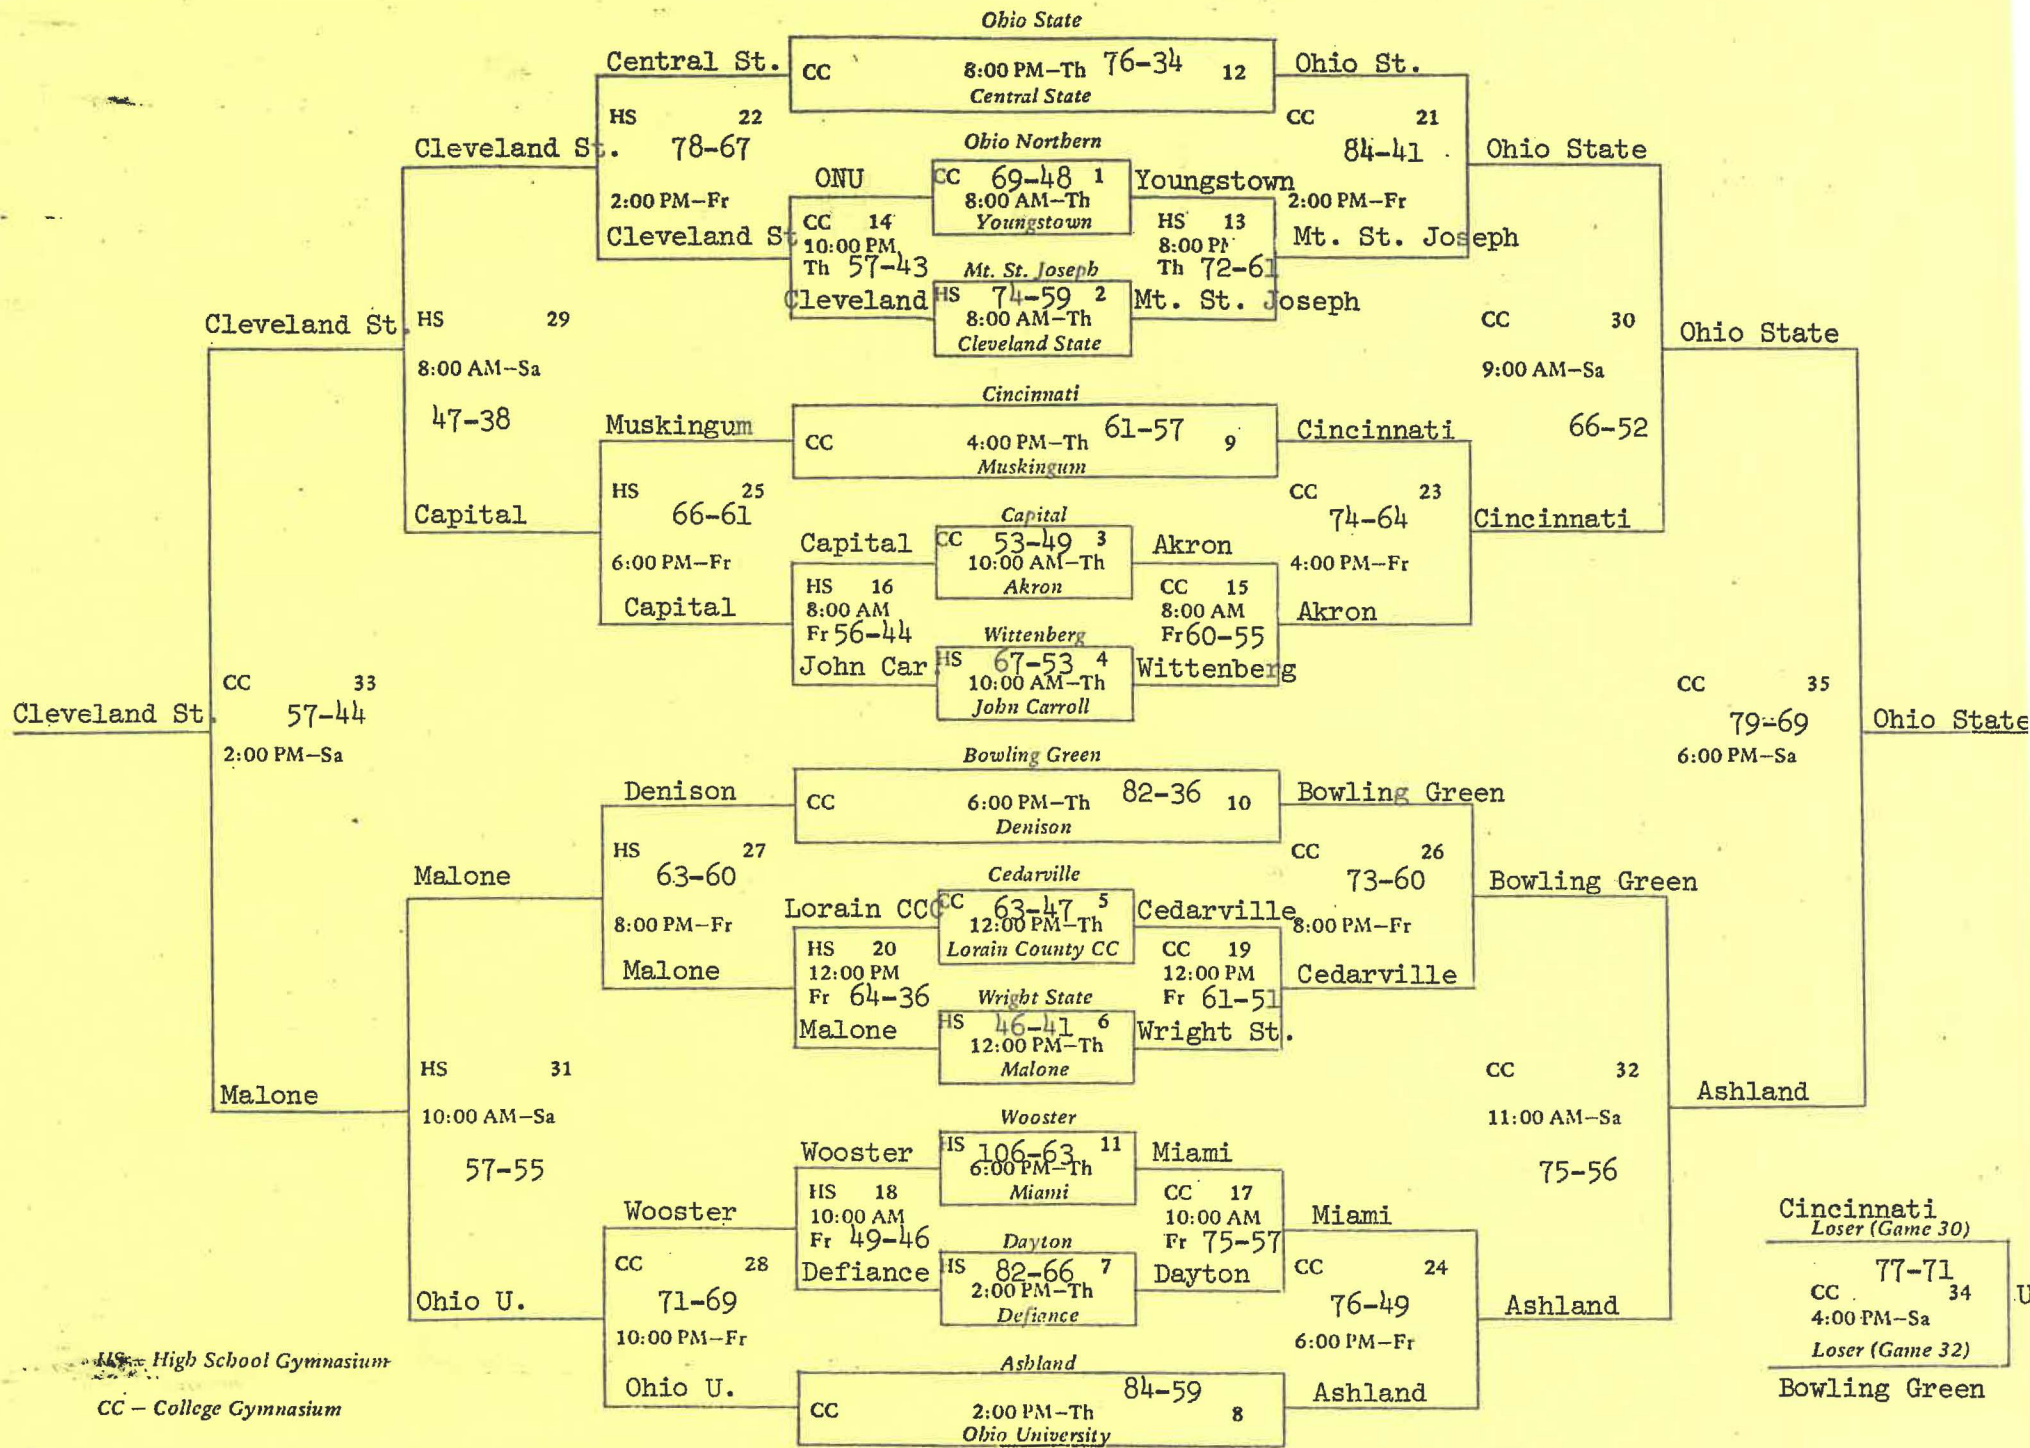 Ohio State
Central St.
CC 8:00 PM–Th 76-34 12
Ohio St.
Central State
HS 22
78-67
2:00 PM–Fr
CC 21
84-41
2:00 PM–Fr
Cleveland St.
Ohio State
Ohio Northern
ONU
CC 69-48 1
8:00 AM–Th
Youngstown
Youngstown
Cleveland St
CC 14
10:00 PM
Th 57-43
HS 13
8:00 PM
Th 72-61
Mt. St. Joseph
Mt. St. Joseph
Cleveland
HS 74-59 2
8:00 AM–Th
Cleveland State
Mt. St. Joseph
Cleveland St.
HS 29
8:00 AM–Sa
47-38
CC 30
9:00 AM–Sa
66-52
Ohio State
Cincinnati
Muskingum
CC 4:00 PM–Th 61-57 9
Cincinnati
Muskingum
HS 25
66-61
6:00 PM–Fr
CC 23
74-64
4:00 PM–Fr
Capital
Cincinnati
Capital
Capital
CC 53-49 3
10:00 AM–Th
Akron
Akron
Capital
HS 16
8:00 AM
Fr 56-44
CC 15
8:00 AM
Fr 60-55
Akron
Wittenberg
John Car.
HS 67-53 4
10:00 AM–Th
John Carroll
Wittenberg
Cleveland St.
CC 33
57-44
2:00 PM–Sa
CC 35
79-69
6:00 PM–Sa
Ohio State
Bowling Green
Denison
CC 6:00 PM–Th 82-36 10
Bowling Green
Denison
HS 27
63-60
8:00 PM–Fr
CC 26
73-60
8:00 PM–Fr
Malone
Bowling Green
Cedarville
Lorain CCC
CC 63-47 5
12:00 PM–Th
Lorain County CC
Cedarville
Malone
HS 20
12:00 PM
Fr 64-36
CC 19
12:00 PM
Fr 61-51
Cedarville
Wright State
Malone
HS 46-41 6
12:00 PM–Th
Malone
Wright St.
Malone
HS 31
10:00 AM–Sa
57-55
CC 32
11:00 AM–Sa
75-56
Ashland
Wooster
Wooster
HS 106-63 11
6:00 PM–Th
Miami
Miami
Wooster
HS 18
10:00 AM
Fr 49-46
CC 17
10:00 AM
Fr 75-57
Miami
Dayton
Defiance
HS 82-66 7
2:00 PM–Th
Defiance
Dayton
CC 28
71-69
10:00 PM–Fr
CC 24
76-49
6:00 PM–Fr
Ohio U.
Ashland
Ashland
Ohio U.
CC 2:00 PM–Th 84-59 8
Ashland
Ohio University
Cincinnati
Loser (Game 30)
77-71
CC 34
4:00 PM–Sa
Loser (Game 32)
Bowling Green
HS – High School Gymnasium
CC – College Gymnasium